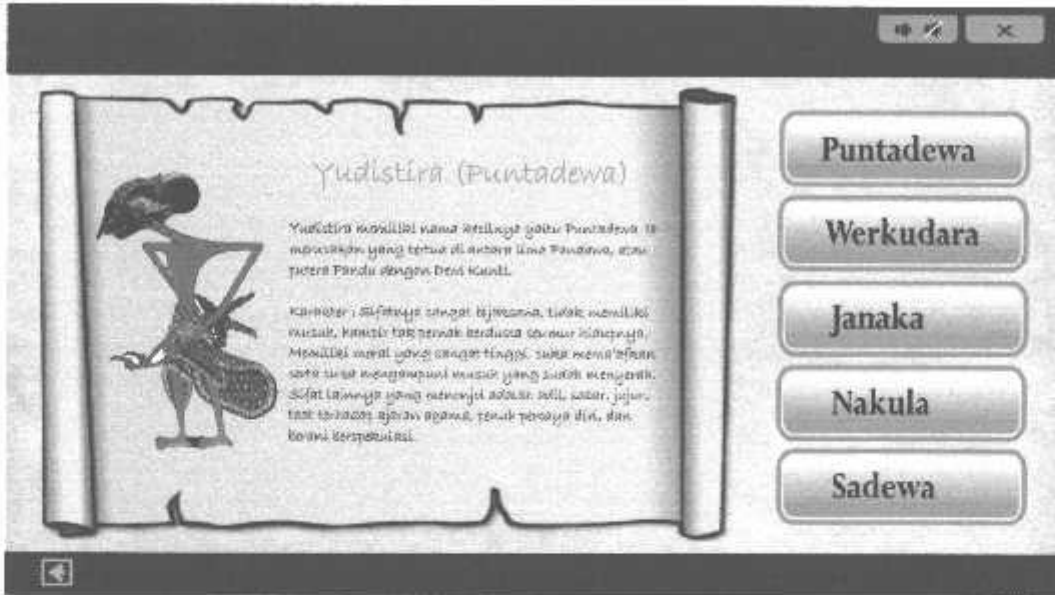 Yudistira (Puntadewa)
Yudistira memiliki nama kecilnya yaitu Puntadewa. Ia
merupakan yang tertua di antara lima Pandawa, atau
putera Pandu dengan Dewi Kunti.
Karakter ; Sifatnya sangat bijaksana, tidak memiliki
musuh, hampir tak pernah berdusta seumur hidupnya.
Memiliki moral yang sangat tinggi, suka mema'afkan
serta suka mengampuni musuh yang sudah menyerah.
Sifat lainnya yang menonjol adalah adil, sabar, jujur,
taat terhadap ajaran agama, penuh percaya diri, dan
berani berspekulasi.
Puntadewa
Werkudara
Janaka
Nakula
Sadewa